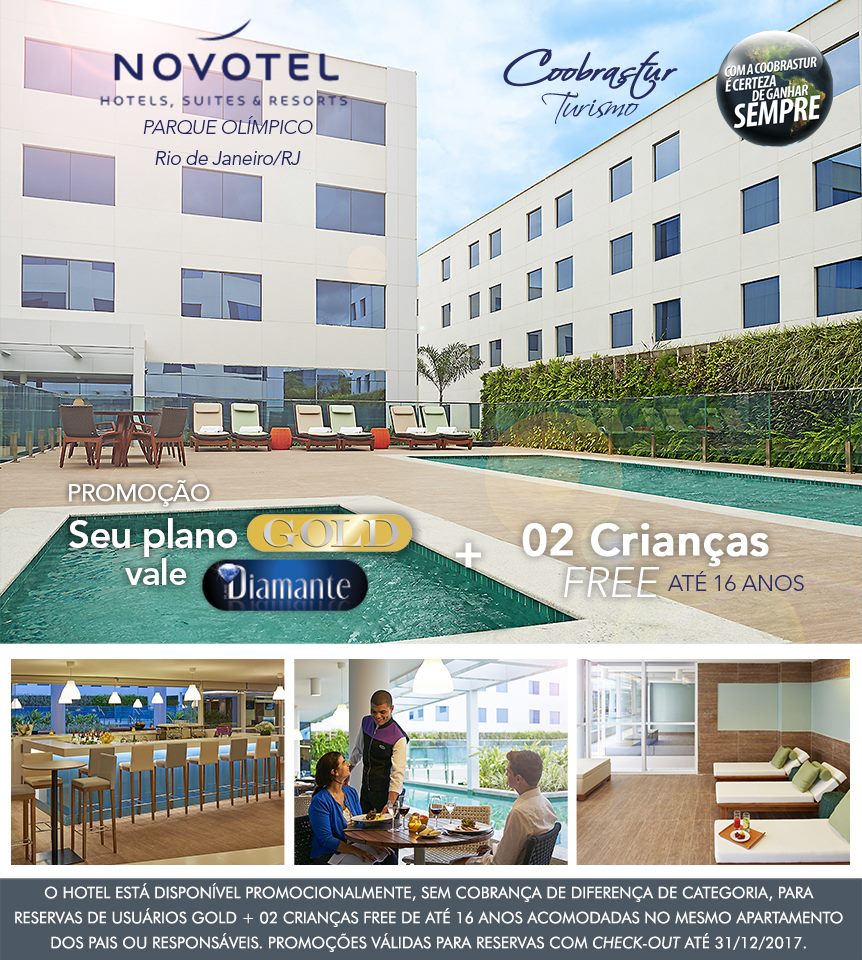 NOVOTEL
HOTELS, SUITES & RESORTS
PARQUE OLÍMPICO
Rio de Janeiro/RJ
Coobrastur
Turismo
COM A COOBRASTUR
É CERTEZA
DE GANHAR
SEMPRE
PROMOÇÃO
Seu plano GOLD
vale Diamante
+
02 Crianças
FREE ATÉ 16 ANOS
O HOTEL ESTÁ DISPONÍVEL PROMOCIONALMENTE, SEM COBRANÇA DE DIFERENÇA DE CATEGORIA, PARA
RESERVAS DE USUÁRIOS GOLD + 02 CRIANÇAS FREE DE ATÉ 16 ANOS ACOMODADAS NO MESMO APARTAMENTO
DOS PAIS OU RESPONSÁVEIS. PROMOÇÕES VÁLIDAS PARA RESERVAS COM CHECK-OUT ATÉ 31/12/2017.